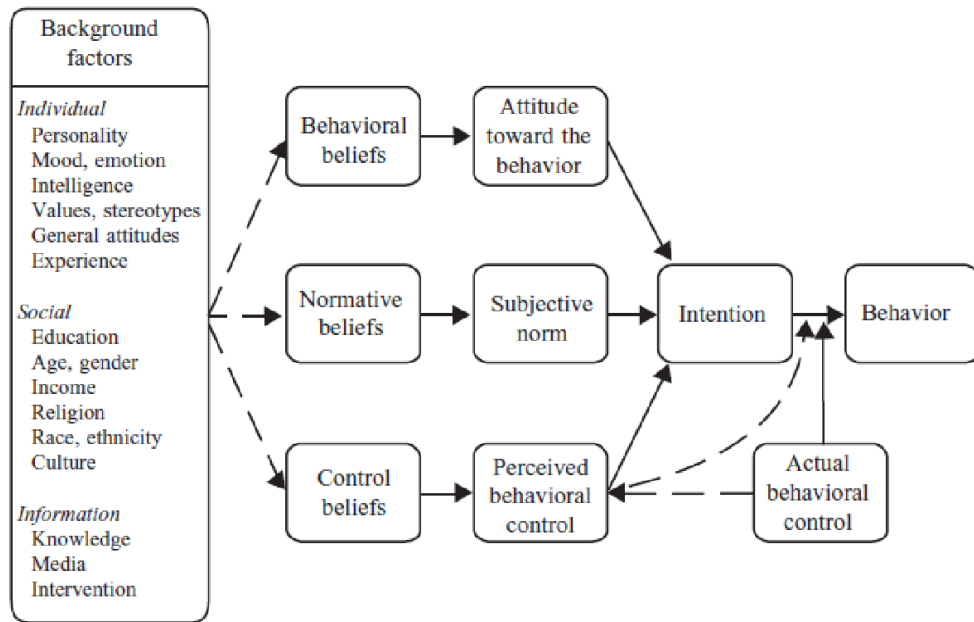 Background
factors
Individual
Personality
Mood, emotion
Intelligence
Values, stereotypes
General attitudes
Experience
Social
Education
Age, gender
Income
Religion
Race, ethnicity
Culture
Information
Knowledge
Media
Intervention
Behavioral
beliefs
Attitude
toward the
behavior
Normative
beliefs
Subjective
norm
Intention
Behavior
Control
beliefs
Perceived
behavioral
control
Actual
behavioral
control